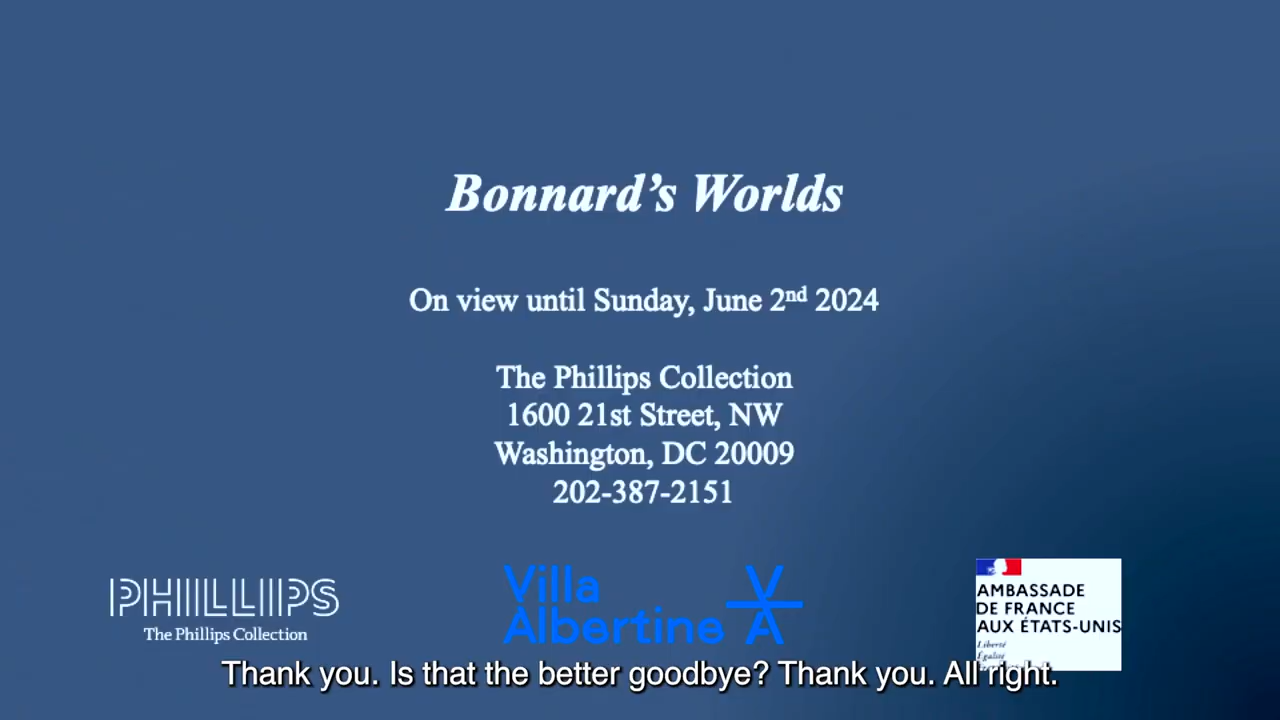 Bonnard’s Worlds
On view until Sunday, June 2nd 2024
The Phillips Collection
1600 21st Street, NW
Washington, DC 20009
202-387-2151
PHILLIPS
The Phillips Collection
Villa
Albertine
VA
AMBASSADE
DE FRANCE
AUX ÉTATS-UNIS
Liberté
Égalité
Thank you. Is that the better goodbye? Thank you. All right.